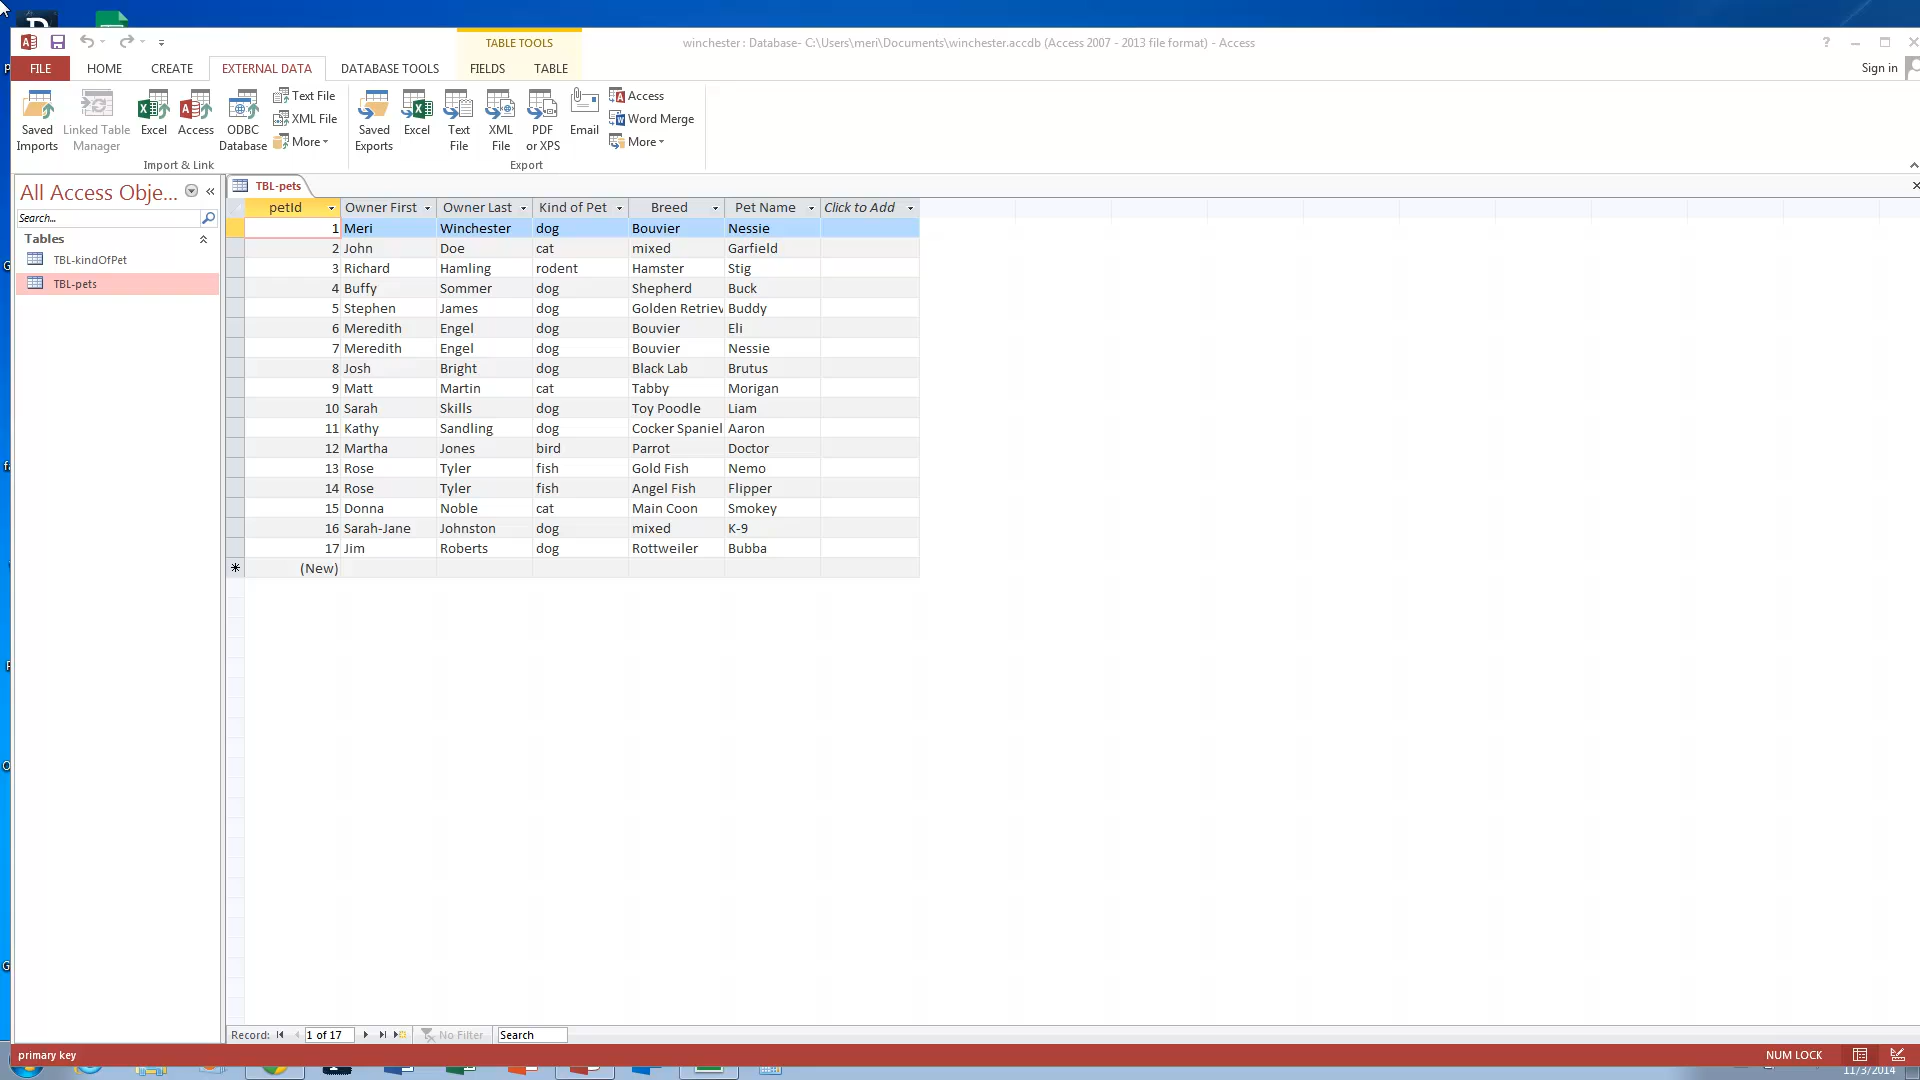 TABLE TOOLS
winchester : Database- C:\Users\meri\Documents\winchester.accdb (Access 2007 - 2013 file format) - Access
?
FILE HOME CREATE EXTERNAL DATA DATABASE TOOLS FIELDS TABLE Sign in
Saved Imports
Linked Table Manager
Excel
Access
ODBC Database
Text File
XML File
More
Import & Link
Saved Exports
Excel
Text File
XML File
PDF or XPS
Email
Access
Word Merge
More
Export
All Access Obje... «
Search...
Tables
TBL-kindOfPet
TBL-pets
TBL-pets
petId Owner First Owner Last Kind of Pet Breed Pet Name Click to Add
1 Meri Winchester dog Bouvier Nessie
2 John Doe cat mixed Garfield
3 Richard Hamling rodent Hamster Stig
4 Buffy Sommer dog Shepherd Buck
5 Stephen James dog Golden Retriev Buddy
6 Meredith Engel dog Bouvier Eli
7 Meredith Engel dog Bouvier Nessie
8 Josh Bright dog Black Lab Brutus
9 Matt Martin cat Tabby Morigan
10 Sarah Skills dog Toy Poodle Liam
11 Kathy Sandling dog Cocker Spaniel Aaron
12 Martha Jones bird Parrot Doctor
13 Rose Tyler fish Gold Fish Nemo
14 Rose Tyler fish Angel Fish Flipper
15 Donna Noble cat Main Coon Smokey
16 Sarah-Jane Johnston dog mixed K-9
17 Jim Roberts dog Rottweiler Bubba
* (New)
Record: 1 of 17 No Filter Search
primary key NUM LOCK
11/3/2014